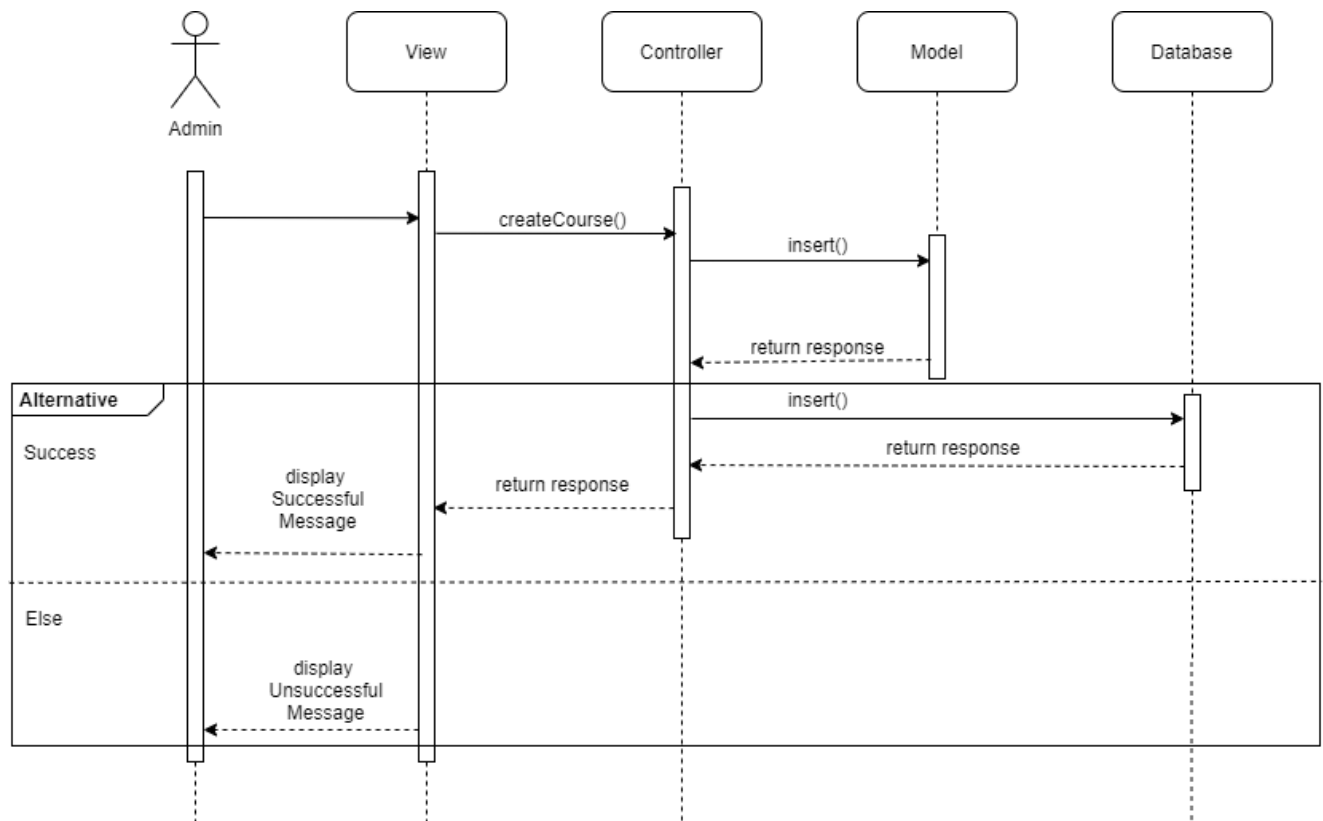 View
Controller
Model
Database
Admin
createCourse()
insert()
return response
Alternative
insert()
Success
return response
display
Successful
Message
return response
Else
display
Unsuccessful
Message